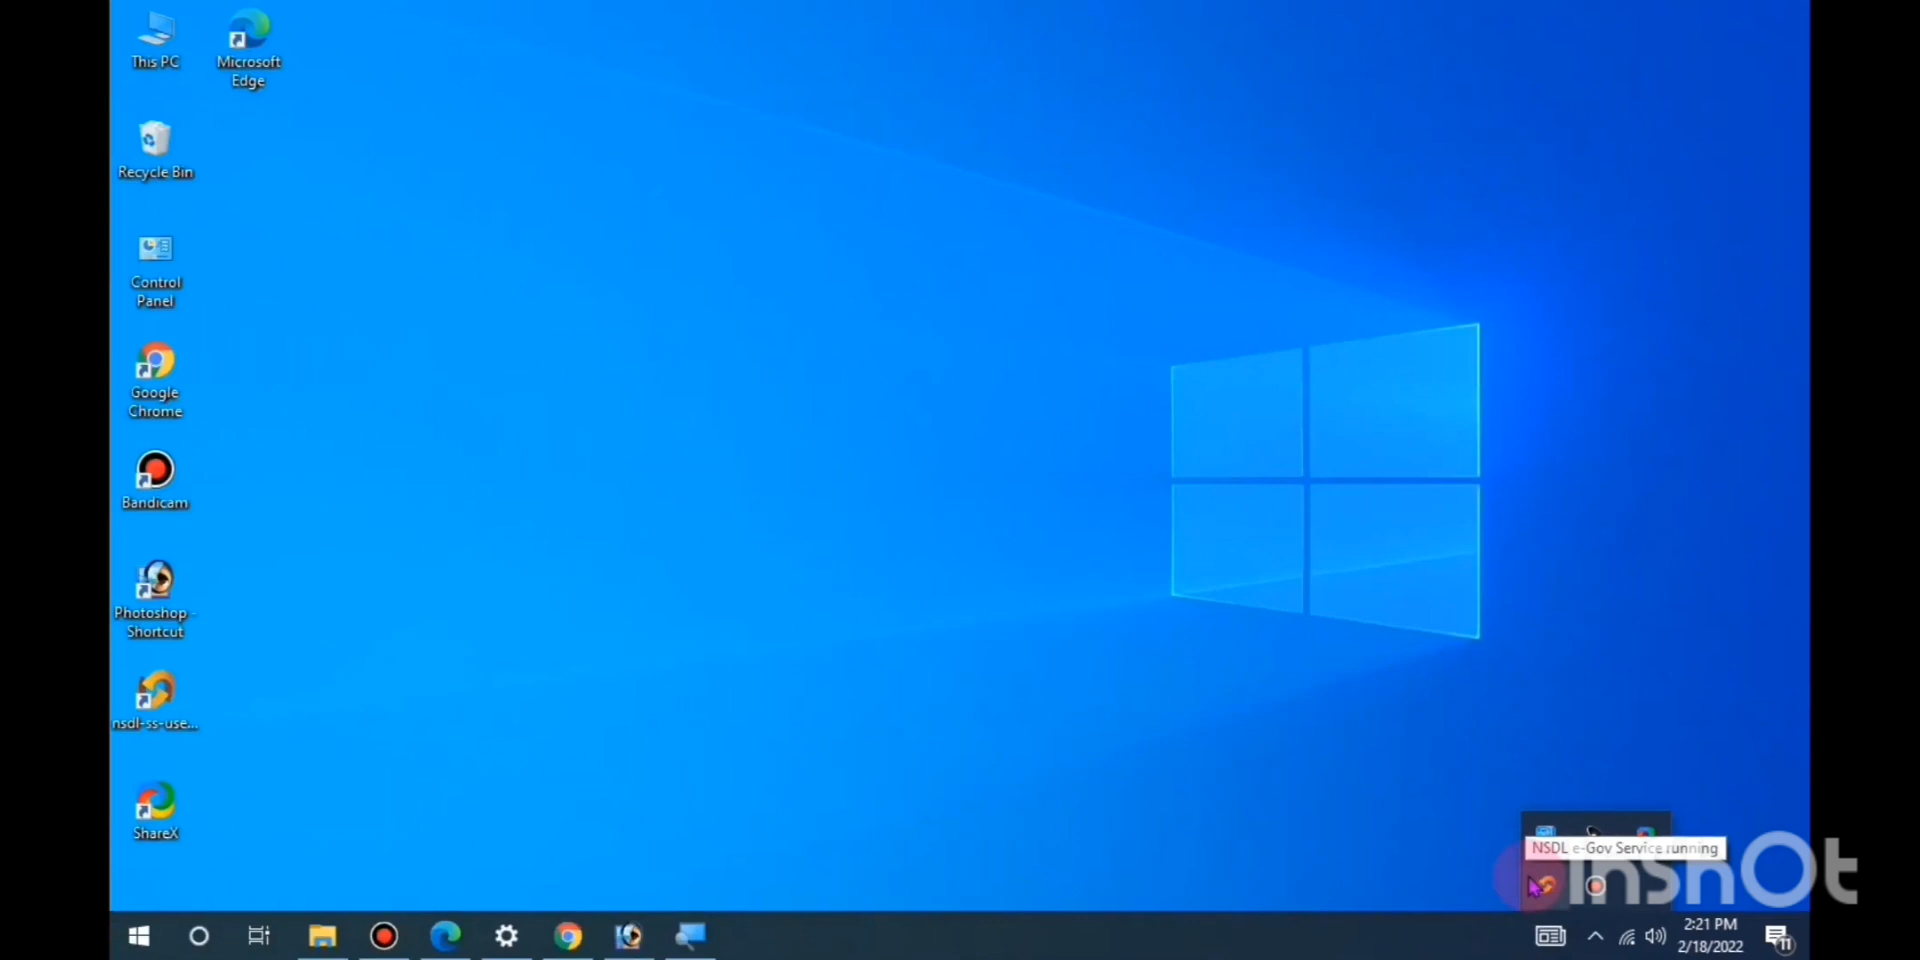 This PC
Microsoft
Edge
Recycle Bin
Control
Panel
Google
Chrome
Bandicam
Photoshop -
Shortcut
nsdl-ss-use...
ShareX
NSDL e-Gov Service running
InShOt
2:21 PM
2/18/2022
11